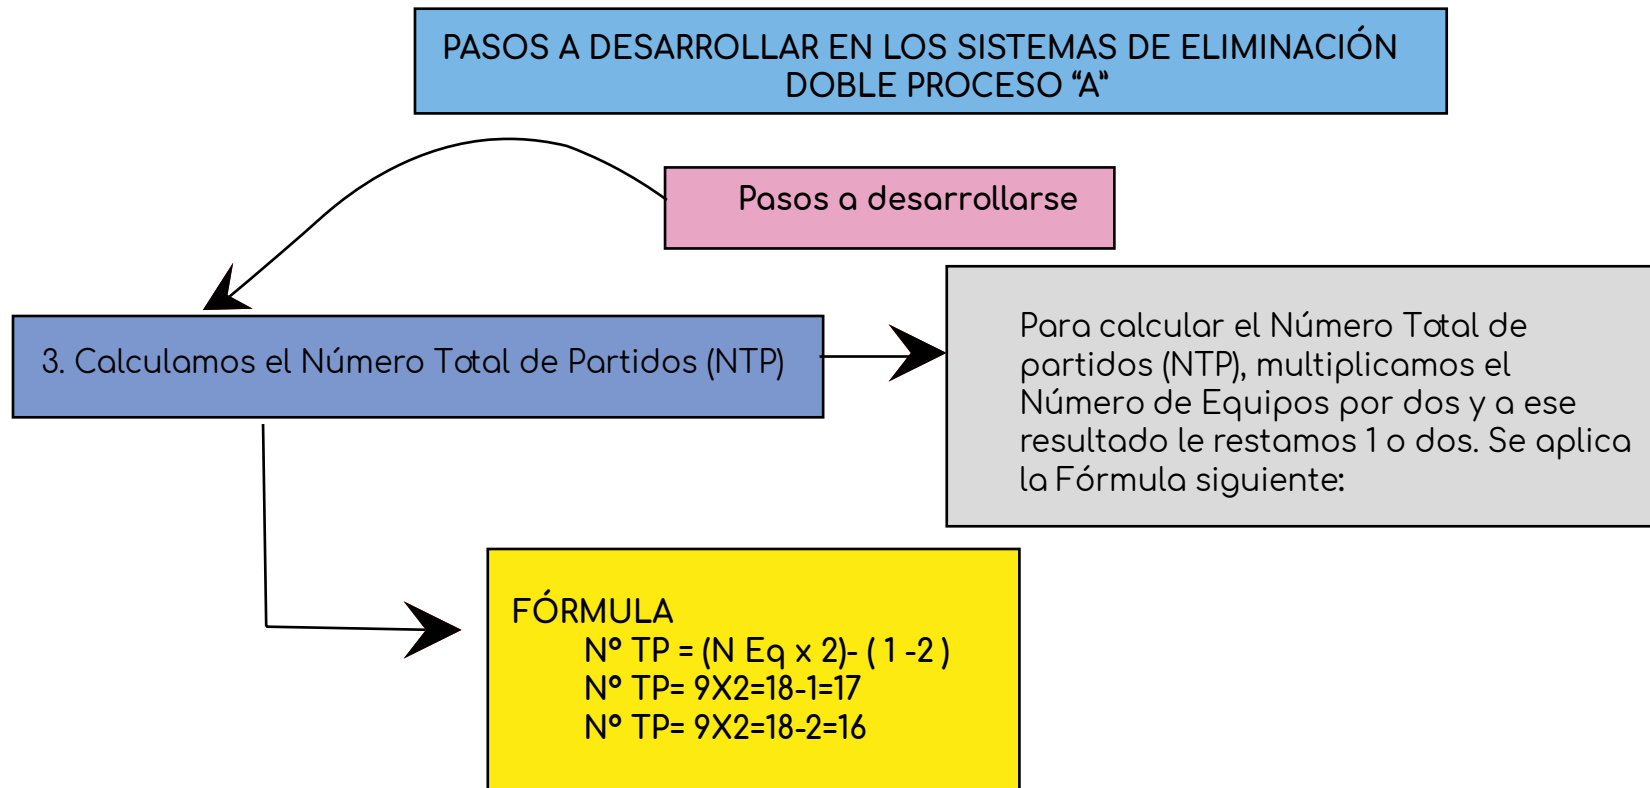 PASOS A DESARROLLAR EN LOS SISTEMAS DE ELIMINACIÓN
DOBLE PROCESO “A”
Pasos a desarrollarse
3. Calculamos el Número Total de Partidos (NTP)
Para calcular el Número Total de
partidos (NTP), multiplicamos el
Número de Equipos por dos y a ese
resultado le restamos 1 o dos. Se aplica
la Fórmula siguiente:
FÓRMULA
Nº TP = (N Eq x 2)- ( 1 -2 )
Nº TP= 9X2=18-1=17
Nº TP= 9X2=18-2=16